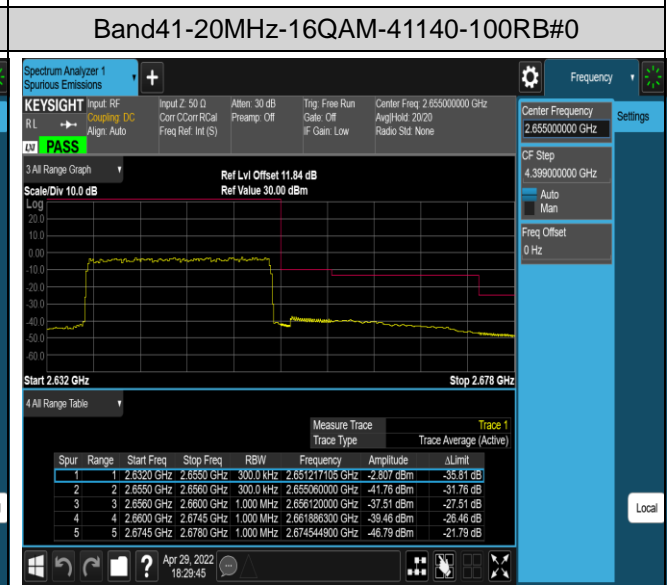 Band41-20MHz-16QAM-41140-100RB#0
Spectrum Analyzer 1
Spurious Emissions
Frequency
KEYSIGHT
RL
PASS
Input: RF
Coupling: DC
Align: Auto
Input Z: 50 Ω
Corr CCorr RCal
Freq Ref: Int (S)
Atten: 30 dB
Preamp: Off
Trig: Free Run
Gate: Off
IF Gain: Low
Center Freq: 2.655000000 GHz
Avg|Hold: 20/20
Radio Std: None
Center Frequency
2.655000000 GHz
Settings
CF Step
4.399000000 GHz
Auto
Man
Freq Offset
0 Hz
3 All Range Graph
Scale/Div 10.0 dB
Ref Lvl Offset 11.84 dB
Ref Value 30.00 dBm
Log
20.0
10.0
0.00
-10.0
-20.0
-30.0
-40.0
-50.0
-60.0
Start 2.632 GHz Stop 2.678 GHz
4 All Range Table
Measure Trace Trace 1
Trace Type Trace Average (Active)
Spur Range Start Freq Stop Freq RBW Frequency Amplitude ΔLimit
1 1 2.6320 GHz 2.6550 GHz 300.0 kHz 2.651217105 GHz -2.807 dBm -35.81 dB
2 2 2.6550 GHz 2.6560 GHz 300.0 kHz 2.655060000 GHz -41.76 dBm -31.76 dB
3 3 2.6560 GHz 2.6600 GHz 1.000 MHz 2.656120000 GHz -37.51 dBm -27.51 dB
4 4 2.6600 GHz 2.6745 GHz 1.000 MHz 2.661886300 GHz -39.46 dBm -26.46 dB
5 5 2.6745 GHz 2.6780 GHz 1.000 MHz 2.674544900 GHz -46.79 dBm -21.79 dB
Local
Apr 29, 2022
18:29:45